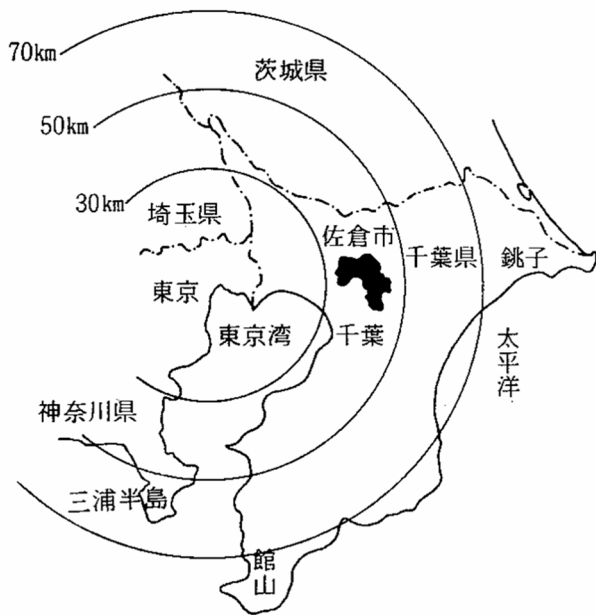 70km
茨城県
50km
30km
埼玉県
佐倉市
千葉県
銚子
東京
東京湾
千葉
太平洋
神奈川県
三浦半島
館山